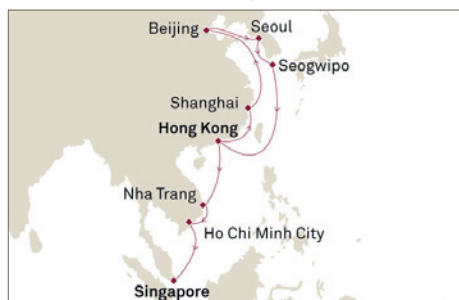 Beijing
Seoul
Seogwipo
Shanghai
Hong Kong
Nha Trang
Ho Chi Minh City
Singapore